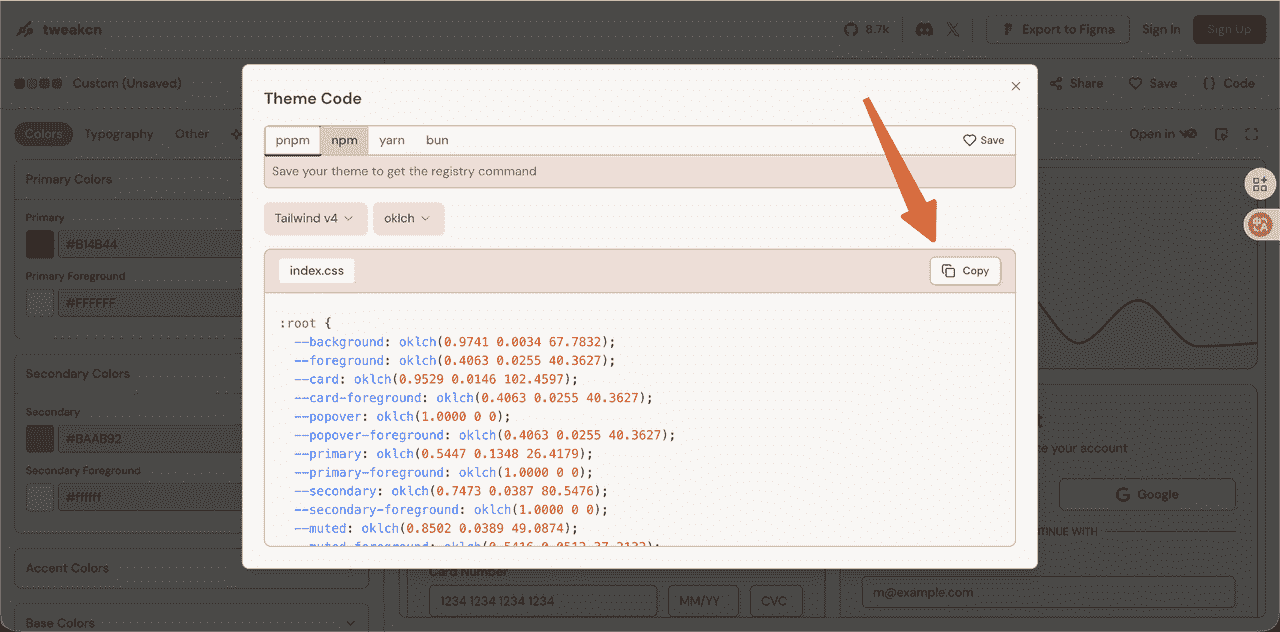 tweakcn
8.7k
Export to Figma
Sign In
Sign Up
Custom (Unsaved)
Share
Save
{} Code
Colors
Typography
Other
Open in v0
Primary Colors
Primary
#B14B44
Primary Foreground
#FFFFFF
Secondary Colors
Secondary
#BAAB92
Secondary Foreground
#ffffff
Accent Colors
Base Colors
Theme Code
pnpm
npm
yarn
bun
Save
Save your theme to get the registry command
Tailwind v4
oklch
index.css
Copy
:root {
--background: oklch(0.9741 0.0034 67.7832);
--foreground: oklch(0.4063 0.0255 40.3627);
--card: oklch(0.9529 0.0146 102.4597);
--card-foreground: oklch(0.4063 0.0255 40.3627);
--popover: oklch(1.0000 0 0);
--popover-foreground: oklch(0.4063 0.0255 40.3627);
--primary: oklch(0.5447 0.1348 26.4179);
--primary-foreground: oklch(1.0000 0 0);
--secondary: oklch(0.7473 0.0387 80.5476);
--secondary-foreground: oklch(1.0000 0 0);
--muted: oklch(0.8502 0.0389 49.0874);
--muted-foreground: oklch(
your account
Google
Card Number
1234 1234 1234 1234
MM/YY
CVC
m@example.com